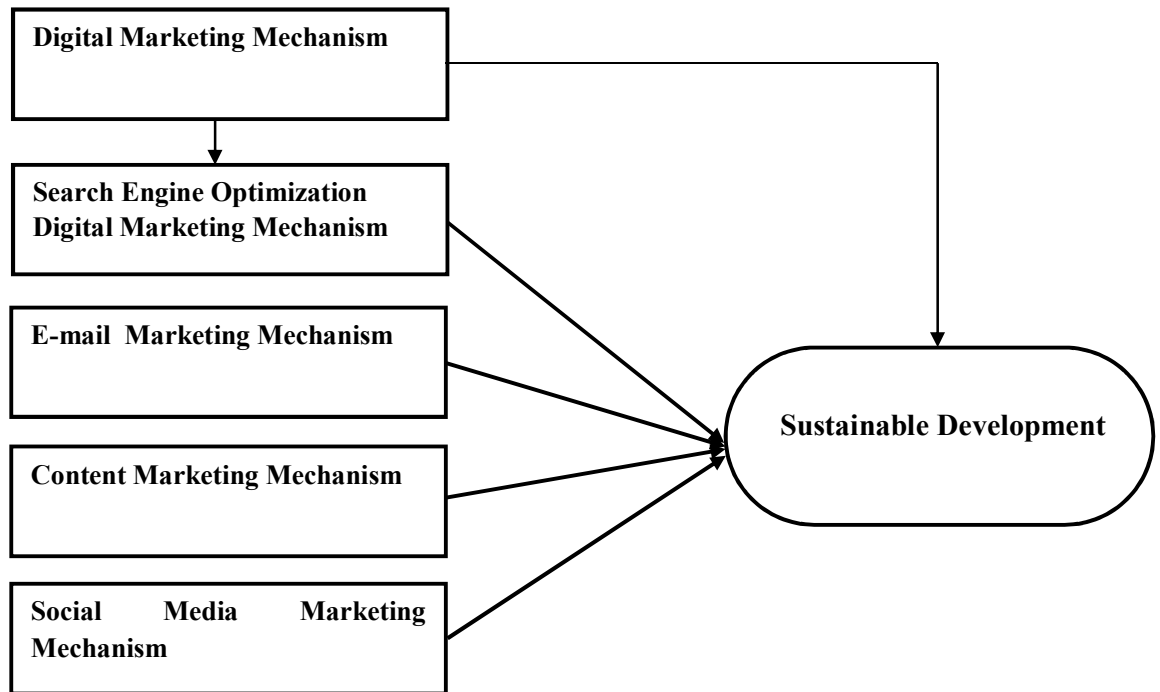 Digital Marketing Mechanism
Search Engine Optimization
Digital Marketing Mechanism
E-mail Marketing Mechanism
Content Marketing Mechanism
Social Media Marketing
Mechanism
Sustainable Development